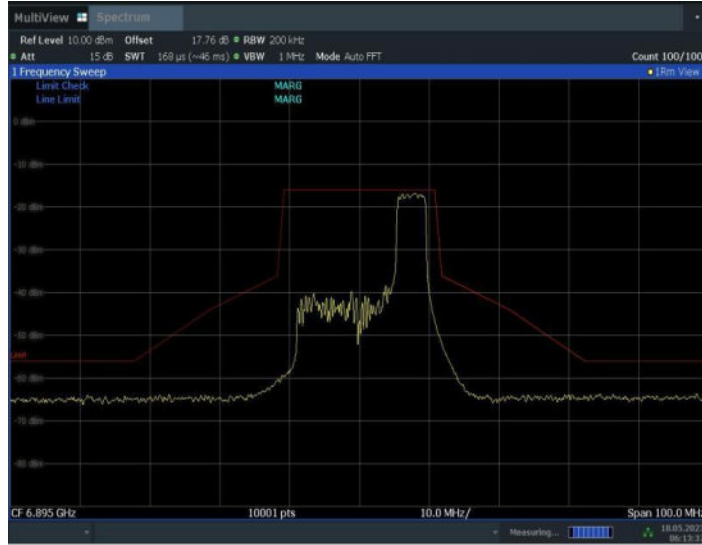 MultiView Spectrum
Ref Level 10.00 dBm Offset 17.76 dB RBW 200 kHz
Att 15 dB SWT 168 µs (~46 ms) VBW 1 MHz Mode Auto FFT Count 100/100
1 Frequency Sweep 1Rm View
Limit Check MARG
Line Limit MARG
0 dBm
-10 dBm
-20 dBm
-30 dBm
-40 dBm
-50 dBm
-60 dBm
-70 dBm
-80 dBm
CF 6.895 GHz 10001 pts 10.0 MHz/ Span 100.0 MHz
Measuring...